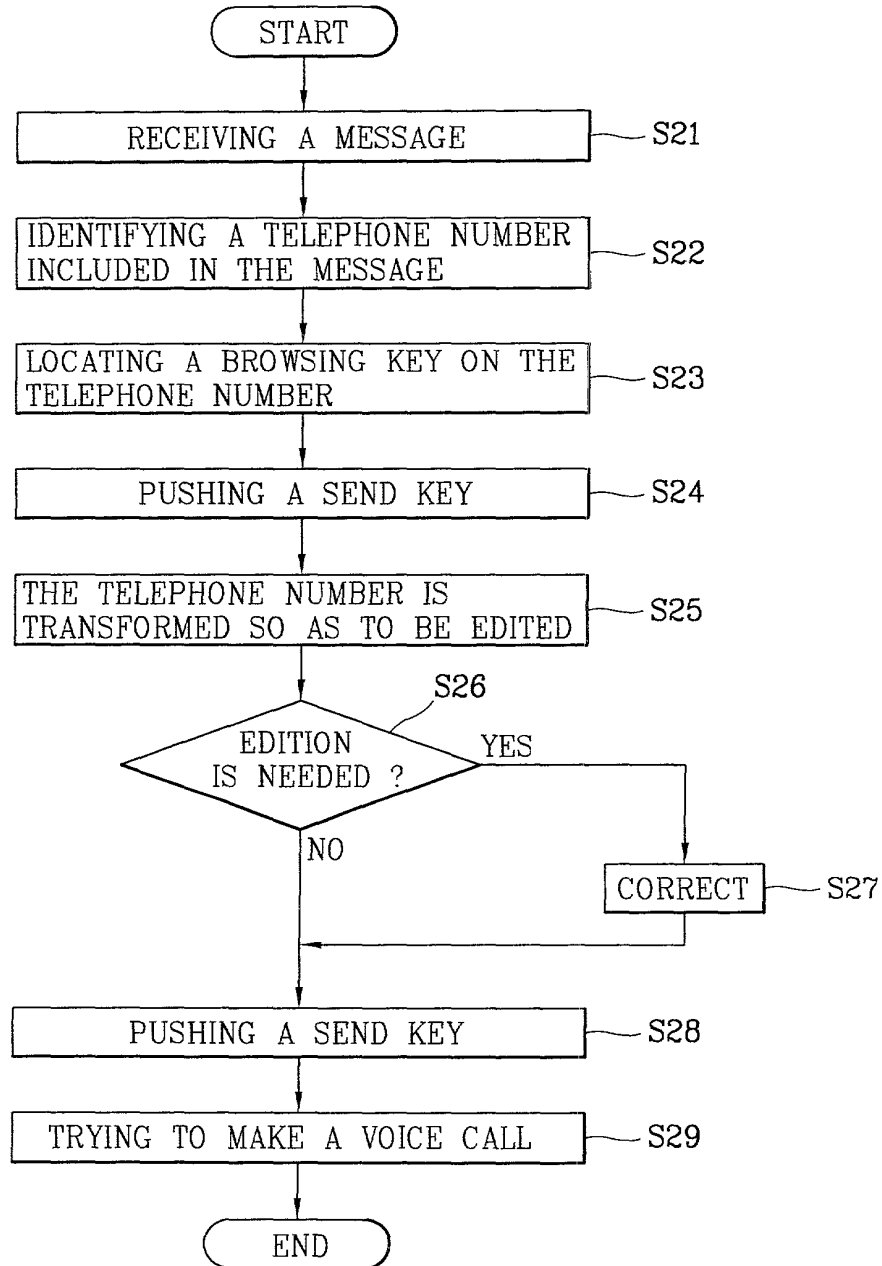 START
RECEIVING A MESSAGE
S21
IDENTIFYING A TELEPHONE NUMBER
INCLUDED IN THE MESSAGE
S22
LOCATING A BROWSING KEY ON THE
TELEPHONE NUMBER
S23
PUSHING A SEND KEY
S24
THE TELEPHONE NUMBER IS
TRANSFORMED SO AS TO BE EDITED
S25
S26
EDITION
IS NEEDED ?
YES
NO
CORRECT
S27
PUSHING A SEND KEY
S28
TRYING TO MAKE A VOICE CALL
S29
END